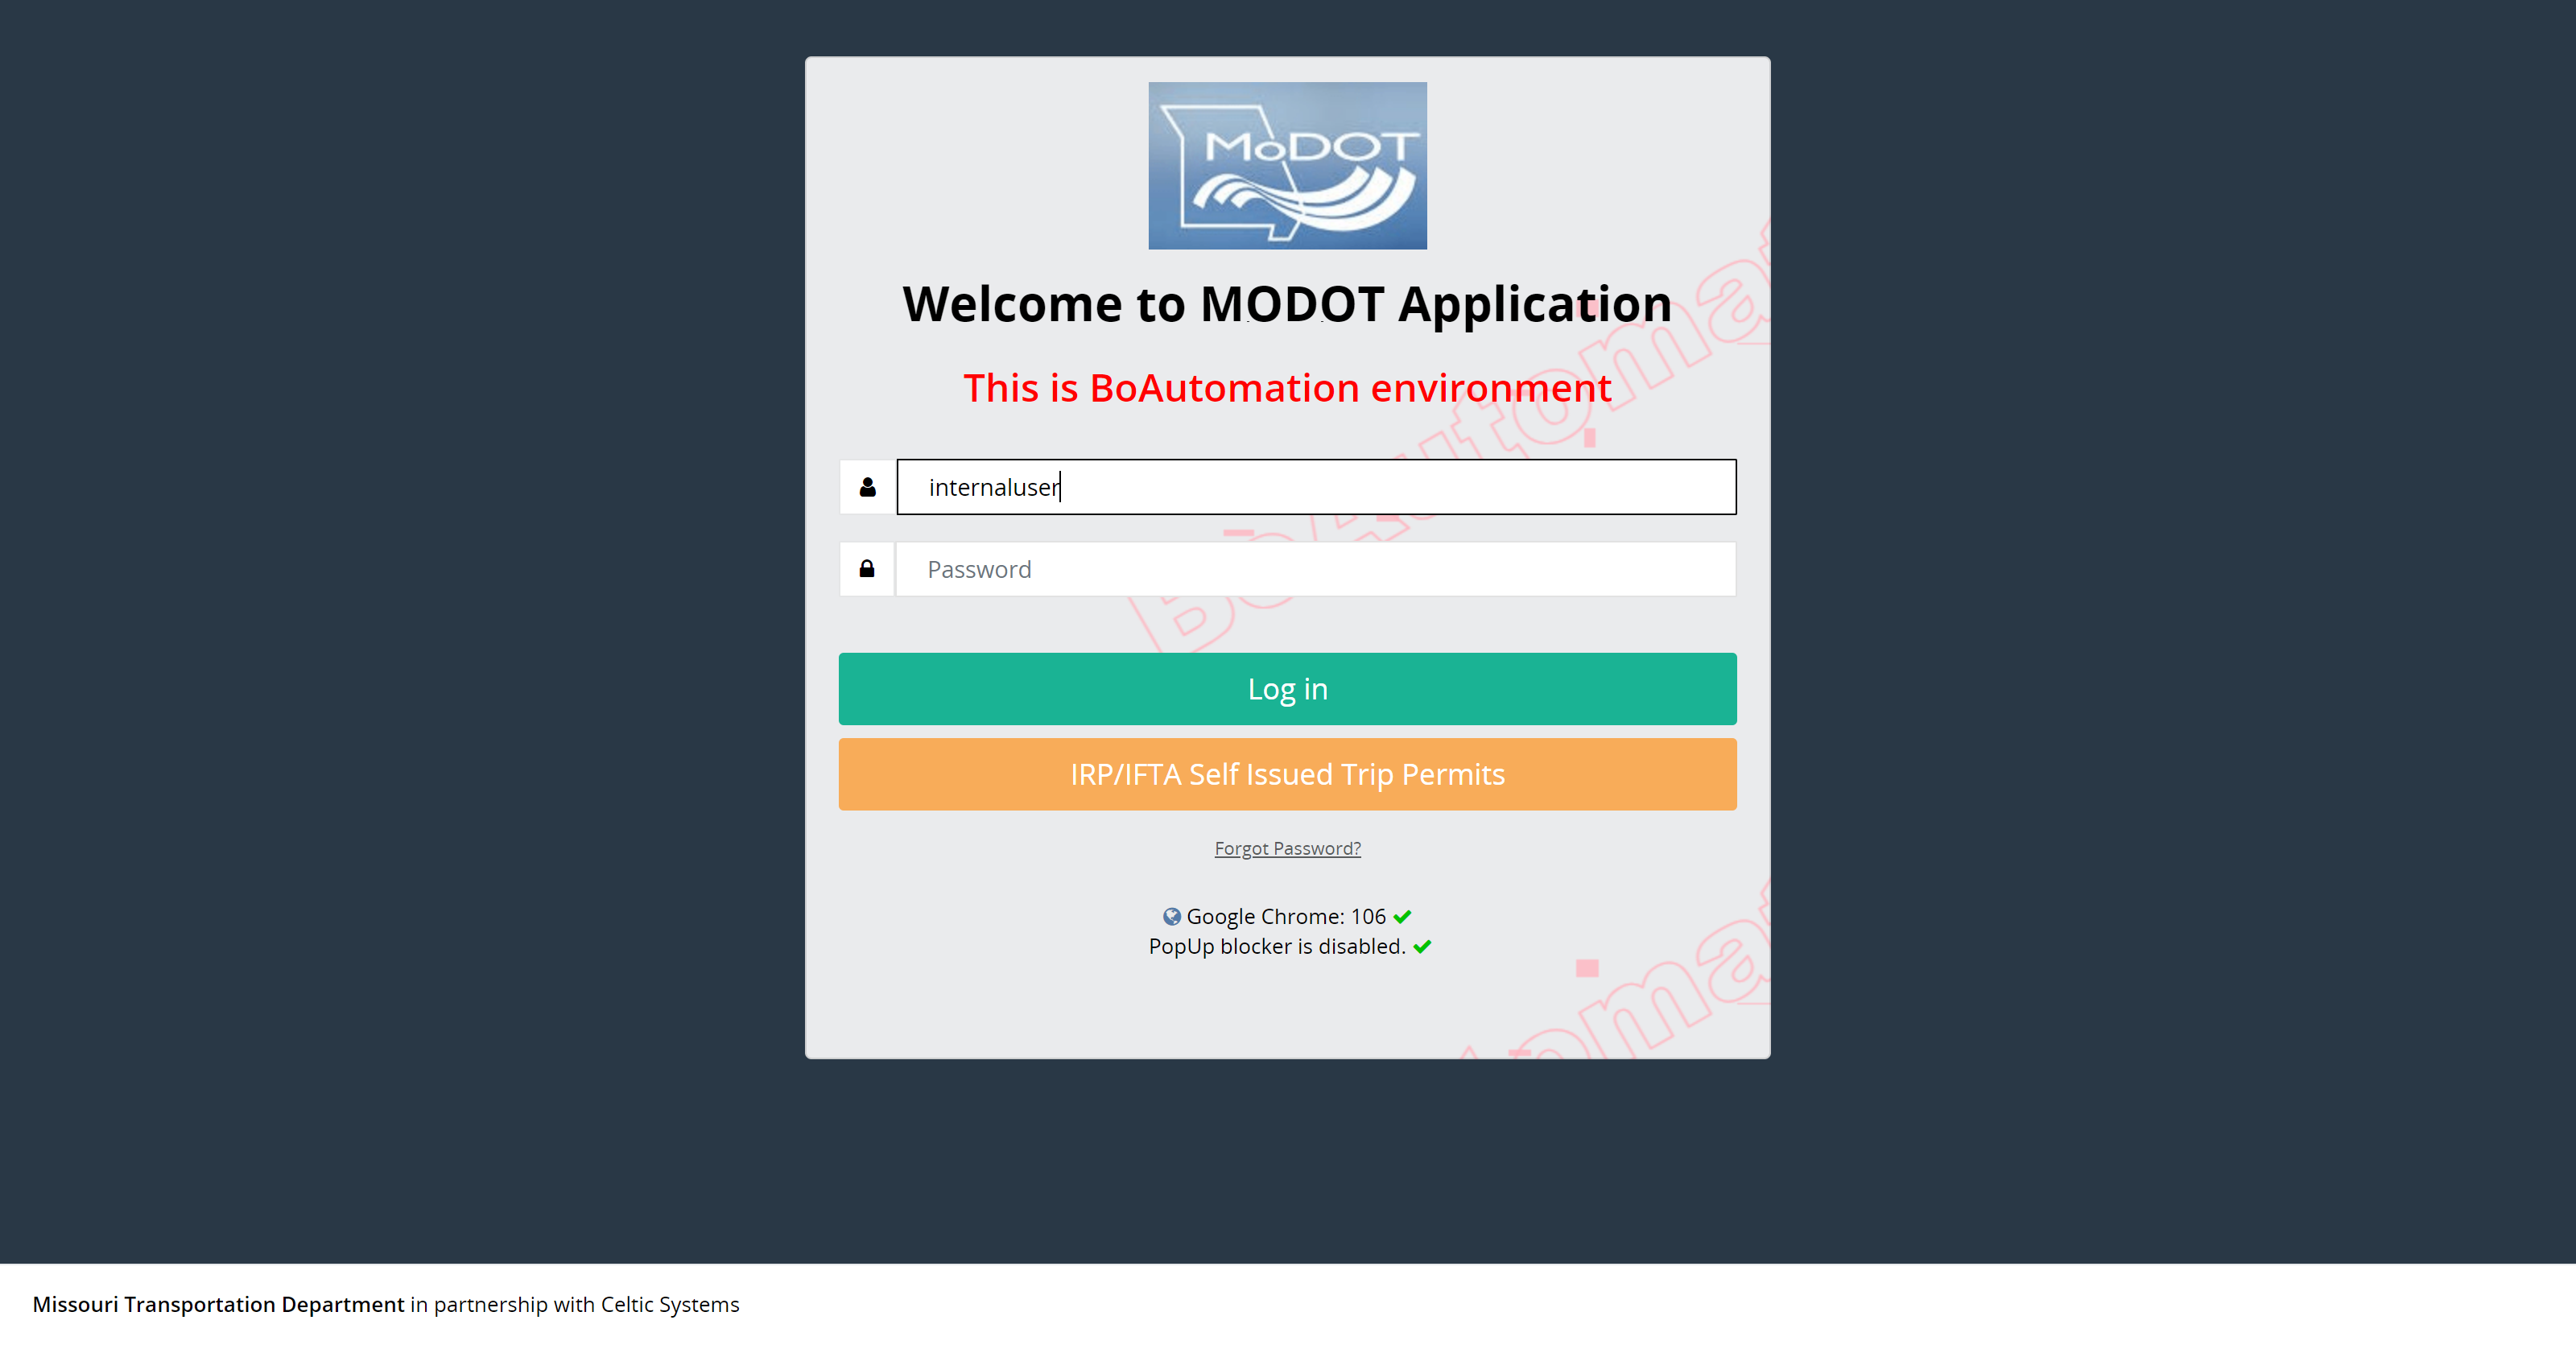 MoDOT
Welcome to MODOT Application
This is BoAutomation environment
internaluser
Password
Log in
IRP/IFTA Self Issued Trip Permits
Forgot Password?
Google Chrome: 106
PopUp blocker is disabled.
Missouri Transportation Department in partnership with Celtic Systems